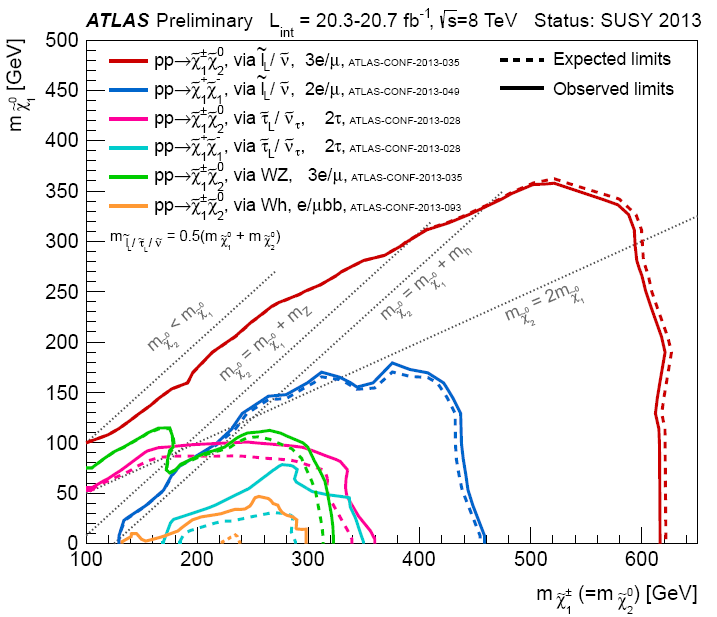 ATLAS Preliminary L_int = 20.3-20.7 fb⁻¹, √s=8 TeV Status: SUSY 2013
m_χ̃₁⁰ [GeV]
500
450
400
350
300
250
200
150
100
50
0
pp→χ̃₁^± χ̃₂⁰, via l̃_L / ν̃, 3e/μ, ATLAS-CONF-2013-035
pp→χ̃₁⁺ χ̃₁⁻, via l̃_L / ν̃, 2e/μ, ATLAS-CONF-2013-049
pp→χ̃₁^± χ̃₂⁰, via τ̃_L / ν̃_τ, 2τ, ATLAS-CONF-2013-028
pp→χ̃₁⁺ χ̃₁⁻, via τ̃_L / ν̃_τ, 2τ, ATLAS-CONF-2013-028
pp→χ̃₁^± χ̃₂⁰, via WZ, 3e/μ, ATLAS-CONF-2013-035
pp→χ̃₁^± χ̃₂⁰, via Wh, e/μbb, ATLAS-CONF-2013-093
m_l̃_L / τ̃_L / ν̃ = 0.5(m_χ̃₁⁰ + m_χ̃₂⁰)
Expected limits
Observed limits
m_χ̃₂⁰ < m_χ̃₁⁰
m_χ̃₂⁰ = m_χ̃₁⁰ + m_Z
m_χ̃₂⁰ = m_χ̃₁⁰ + m_h
m_χ̃₂⁰ = 2m_χ̃₁⁰
100 200 300 400 500 600
m_χ̃₁^± (=m_χ̃₂⁰) [GeV]